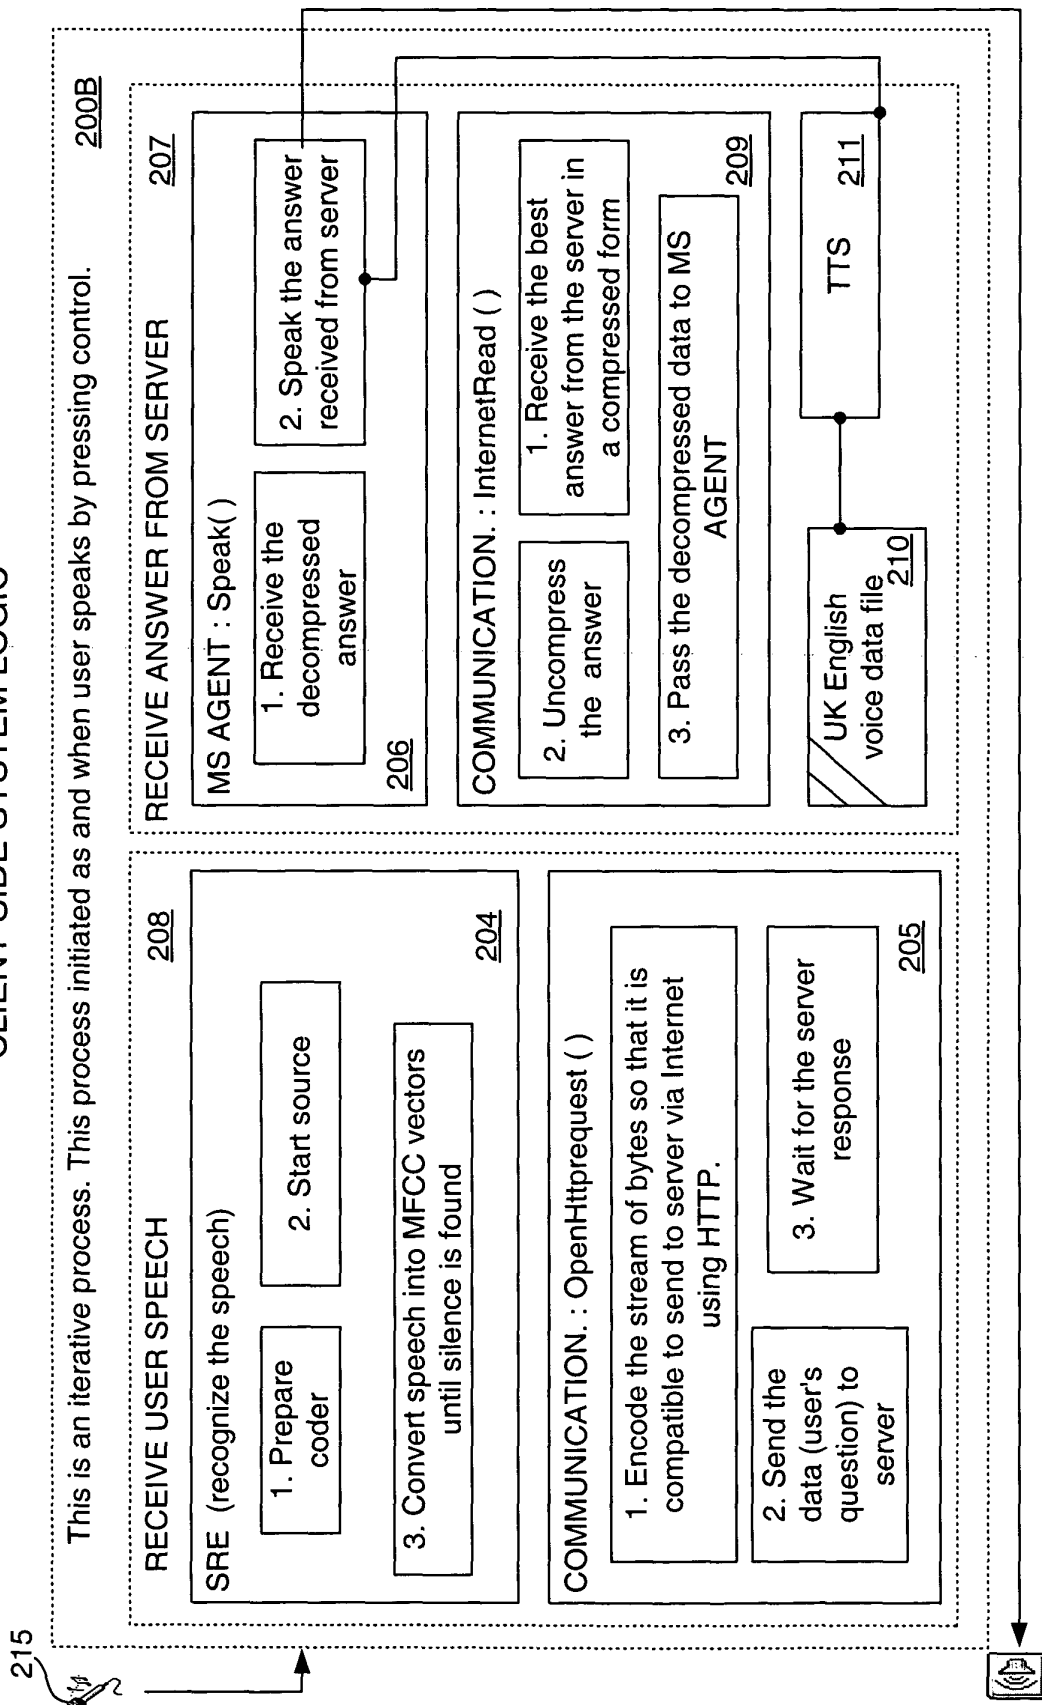 CLIENT SIDE SYSTEM LOGIC
215
This is an iterative process. This process initiated as and when user speaks by pressing control.
200B
RECEIVE USER SPEECH
208
SRE (recognize the speech)
1. Prepare
coder
2. Start source
3. Convert speech into MFCC vectors
until silence is found
204
COMMUNICATION. : OpenHttprequest ( )
1. Encode the stream of bytes so that it is
compatible to send to server via Internet
using HTTP.
2. Send the
data (user's
question) to
server
3. Wait for the server
response
205
RECEIVE ANSWER FROM SERVER
207
MS AGENT : Speak( )
1. Receive the
decompressed
answer
2. Speak the answer
received from server
206
COMMUNICATION. : InternetRead ( )
2. Uncompress
the answer
1. Receive the best
answer from the server in
a compressed form
3. Pass the decompressed data to MS
AGENT
209
UK English
voice data file
210
TTS
211